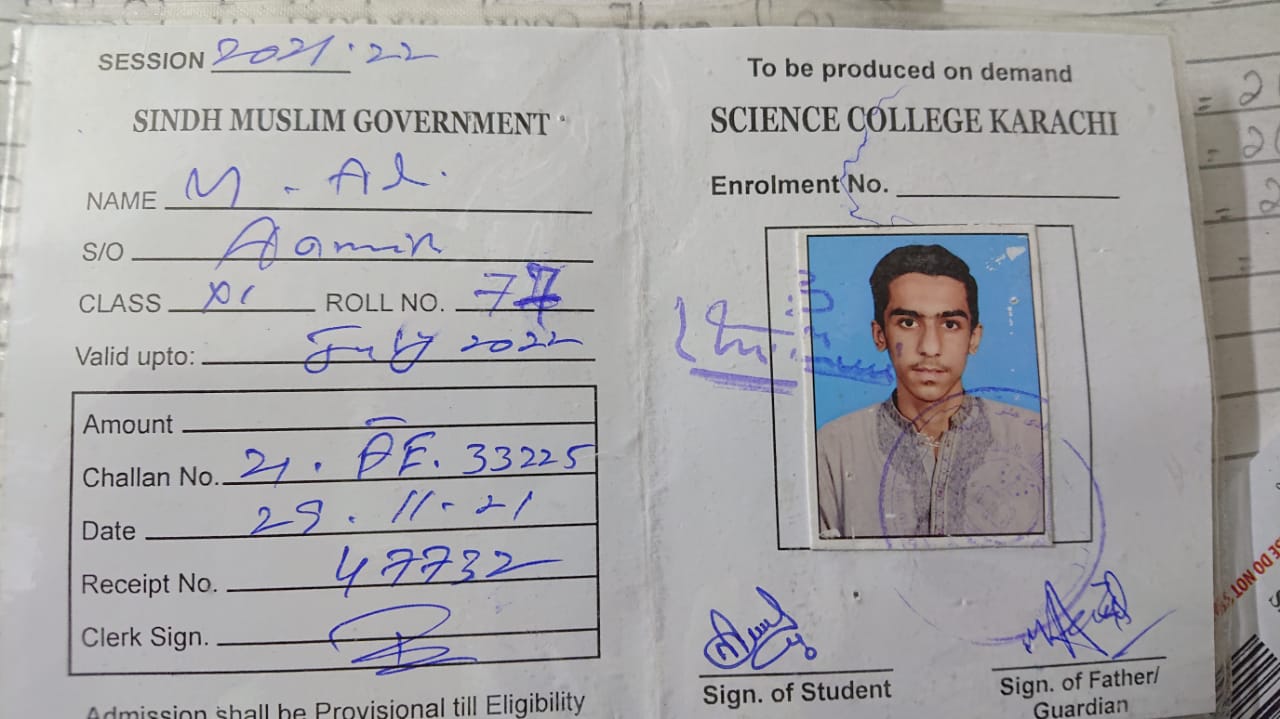 SESSION 2021.22
SINDH MUSLIM GOVERNMENT
NAME M. Al.
S/O Aamir
CLASS XI ROLL NO. 77
Valid upto: July 2022
Amount –
Challan No. 21. PE. 33225
Date 29.11-21
Receipt No. 47732
Clerk Sign.
Admission shall be Provisional till Eligibility
To be produced on demand
SCIENCE COLLEGE KARACHI
Enrolment No.
Sign. of Student
Sign. of Father/
Guardian